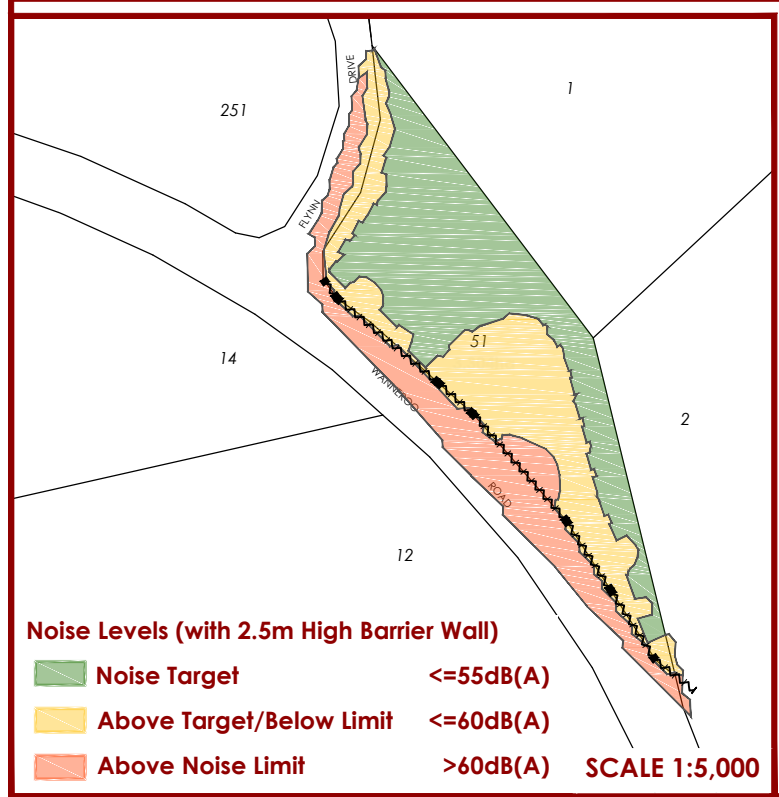 DRIVE
1
251
FLYNN
51
14
WANNEROO
2
ROAD
12
Noise Levels (with 2.5m High Barrier Wall)
Noise Target <=55dB(A)
Above Target/Below Limit <=60dB(A)
Above Noise Limit >60dB(A)
SCALE 1:5,000